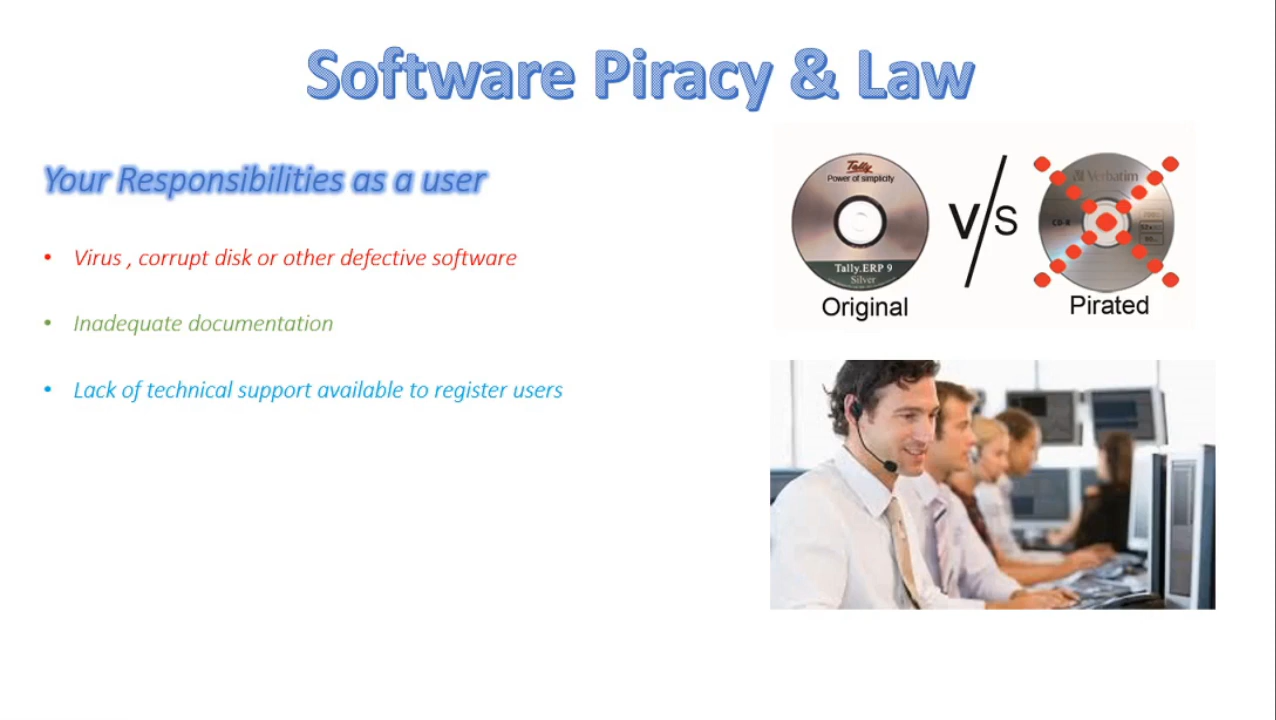 Software Piracy & Law
Your Responsibilities as a user
• Virus , corrupt disk or other defective software
• Inadequate documentation
• Lack of technical support available to register users
Tally
Power of simplicity
Tally.ERP 9
Silver
Original
V/S
Verbatim
CD-R
Pirated